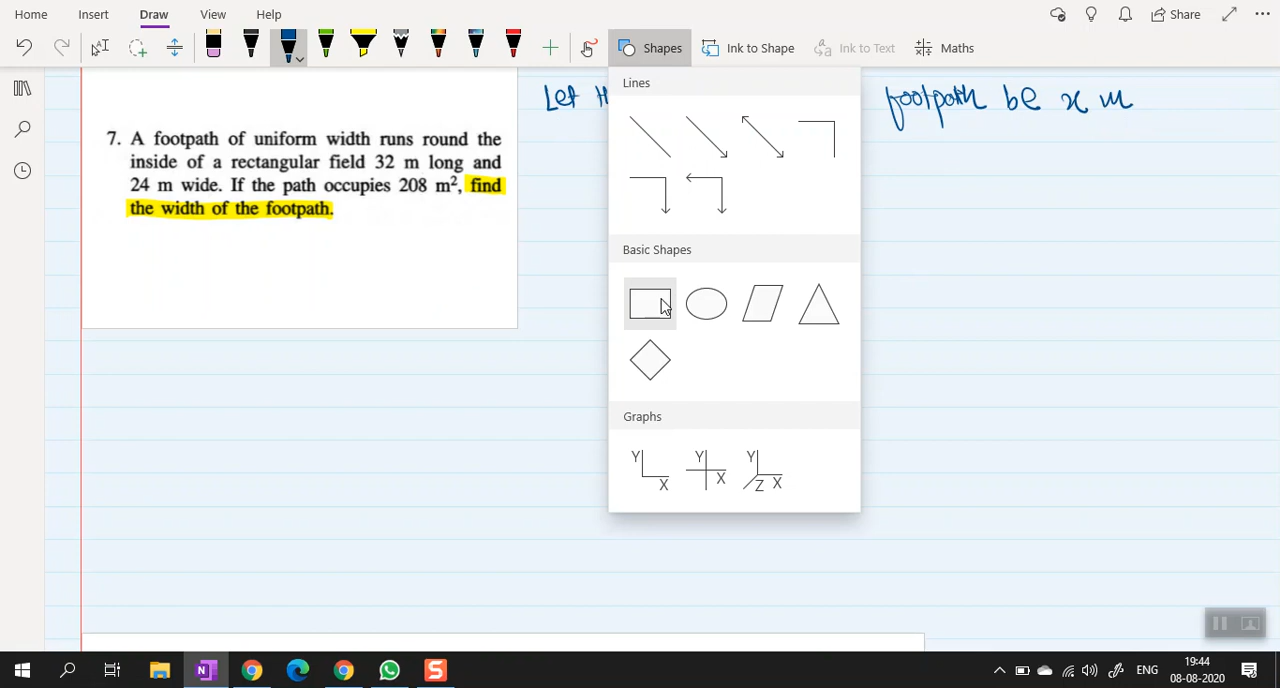 Home Insert Draw View Help
Share
Shapes Ink to Shape Ink to Text Maths
Lines
Basic Shapes
Graphs
Y X Y X Y Z X
Let footpath be x m
7. A footpath of uniform width runs round the
inside of a rectangular field 32 m long and
24 m wide. If the path occupies 208 m², find
the width of the footpath.
ENG
19:44
08-08-2020